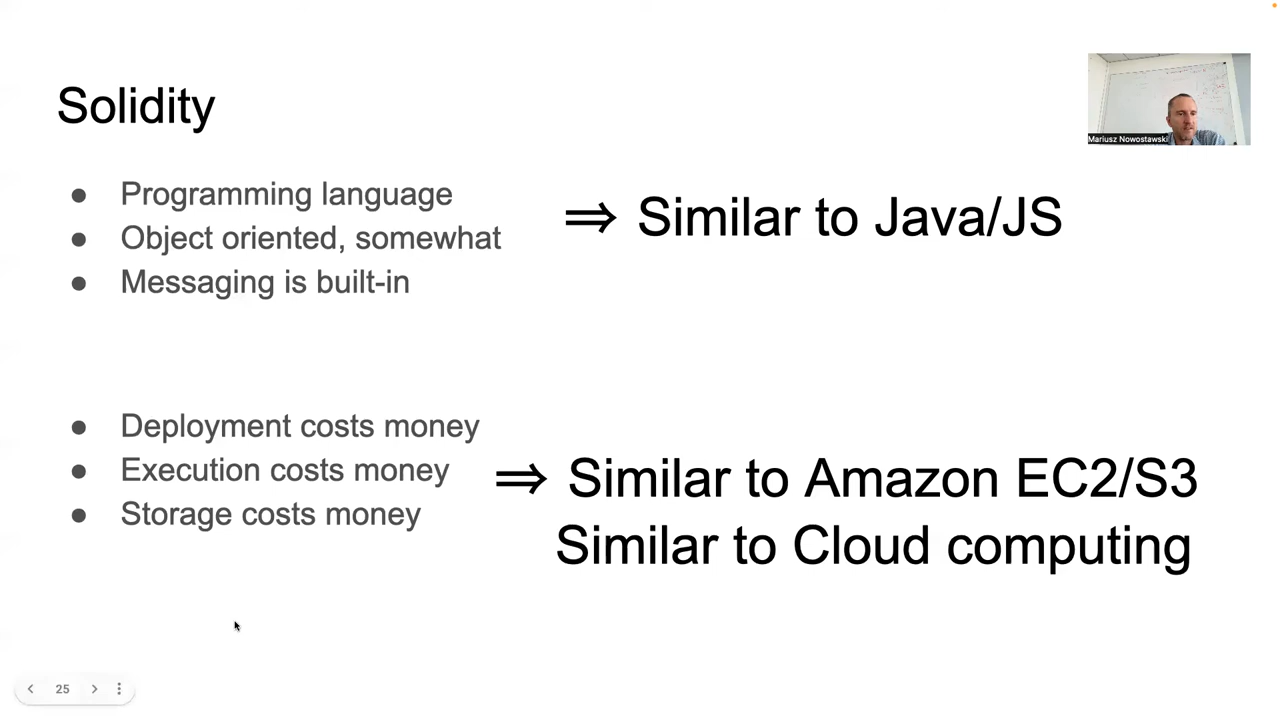 Solidity
Mariusz Nowostawski
● Programming language
● Object oriented, somewhat
● Messaging is built-in
⇒ Similar to Java/JS
● Deployment costs money
● Execution costs money
● Storage costs money
⇒ Similar to Amazon EC2/S3
Similar to Cloud computing
25